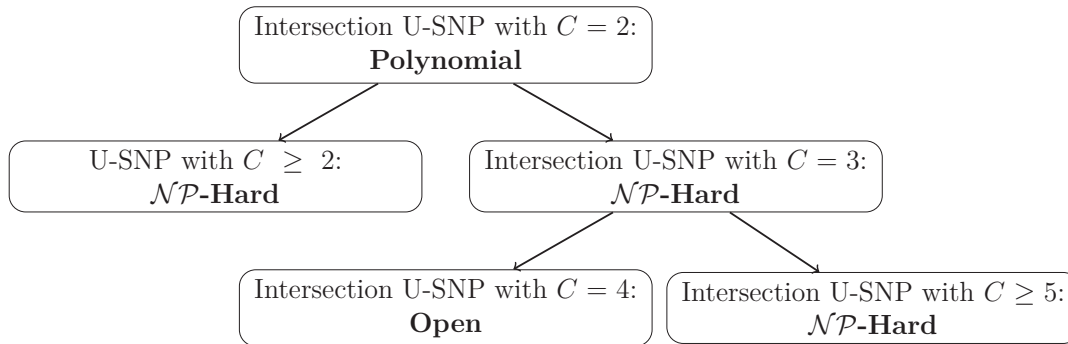 Intersection U-SNP with C = 2:
Polynomial
U-SNP with C ≥ 2:
𝒩𝒫-Hard
Intersection U-SNP with C = 3:
𝒩𝒫-Hard
Intersection U-SNP with C = 4:
Open
Intersection U-SNP with C ≥ 5:
𝒩𝒫-Hard